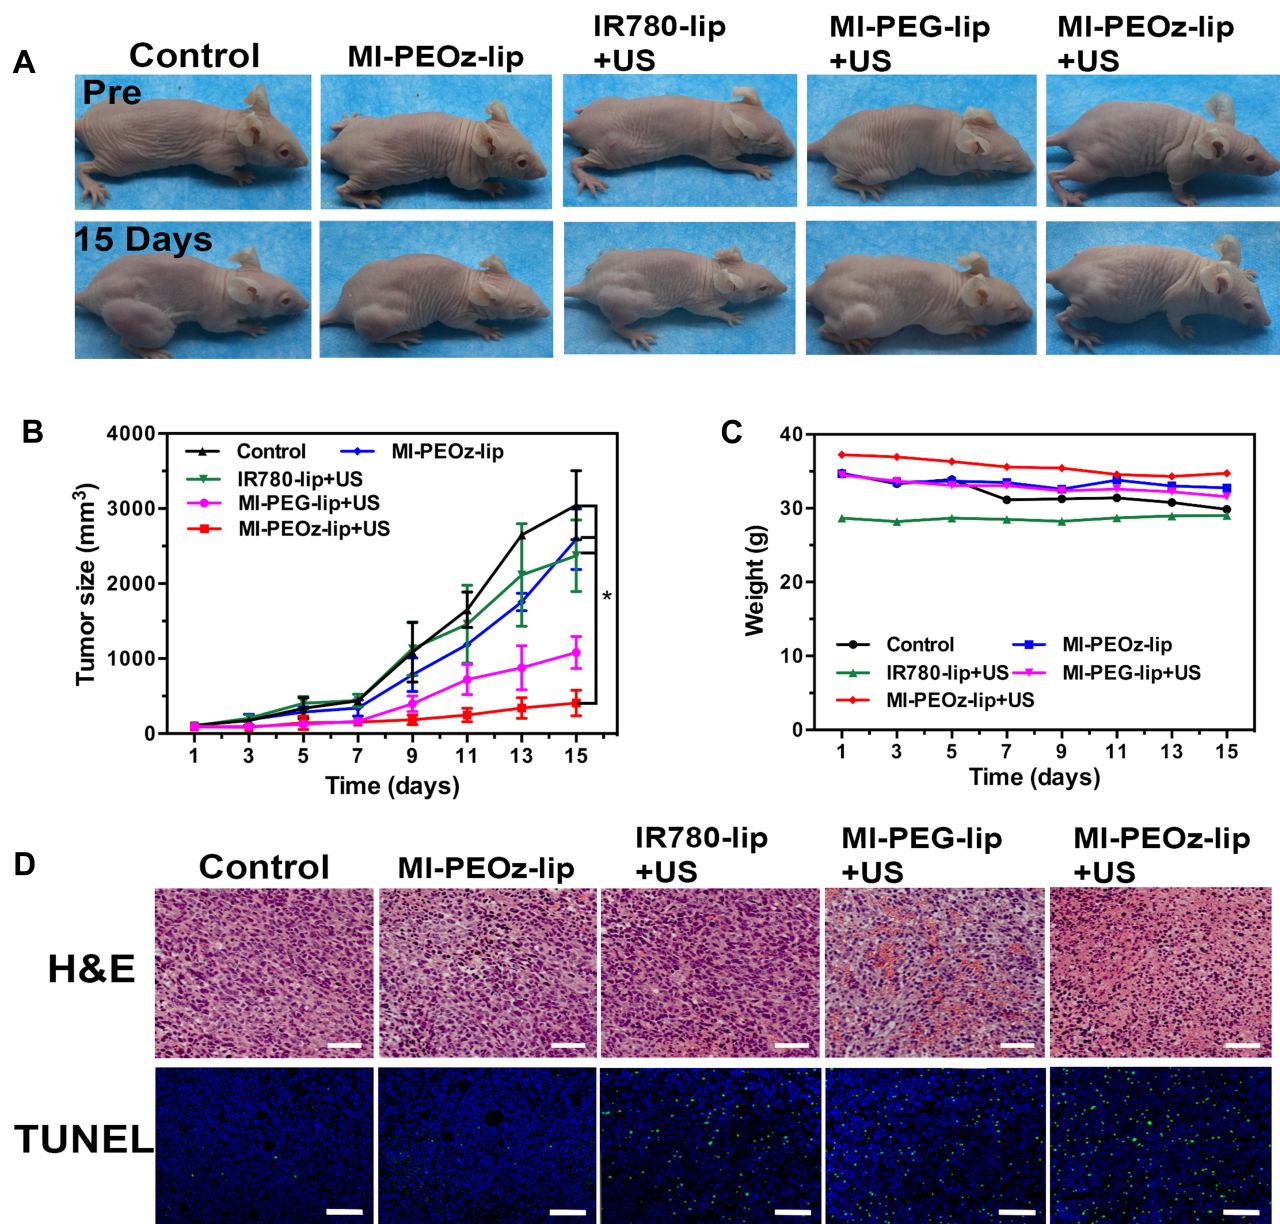 A
Control
MI-PEOz-lip
IR780-lip
+US
MI-PEG-lip
+US
MI-PEOz-lip
+US
Pre
15 Days
B
Tumor size (mm³)
4000
3000
2000
1000
0
Control
MI-PEOz-lip
IR780-lip+US
MI-PEG-lip+US
MI-PEOz-lip+US
*
1 3 5 7 9 11 13 15
Time (days)
C
Weight (g)
40
30
20
10
0
Control
MI-PEOz-lip
IR780-lip+US
MI-PEG-lip+US
MI-PEOz-lip+US
1 3 5 7 9 11 13 15
Time (days)
D
Control
MI-PEOz-lip
IR780-lip
+US
MI-PEG-lip
+US
MI-PEOz-lip
+US
H&E
TUNEL